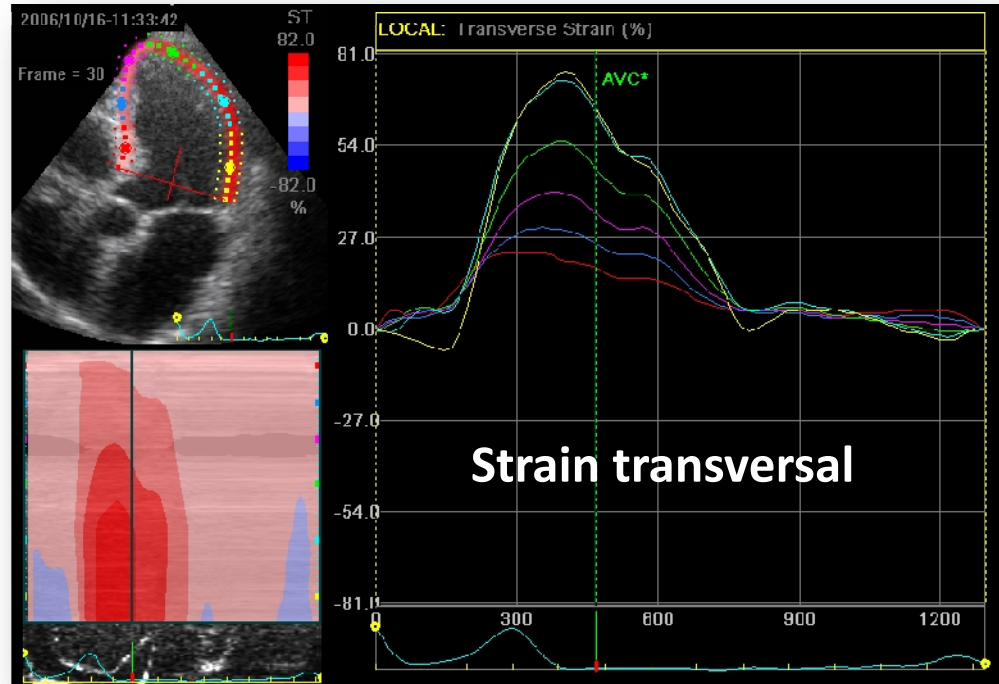 2006/10/16-11:33:42
Frame = 30
ST
82.0
-82.0
%
LOCAL: Transverse Strain (%)
81.0
AVC*
54.0
27.0
0.0
-27.0
Strain transversal
-54.0
-81.0
0 300 600 900 1200